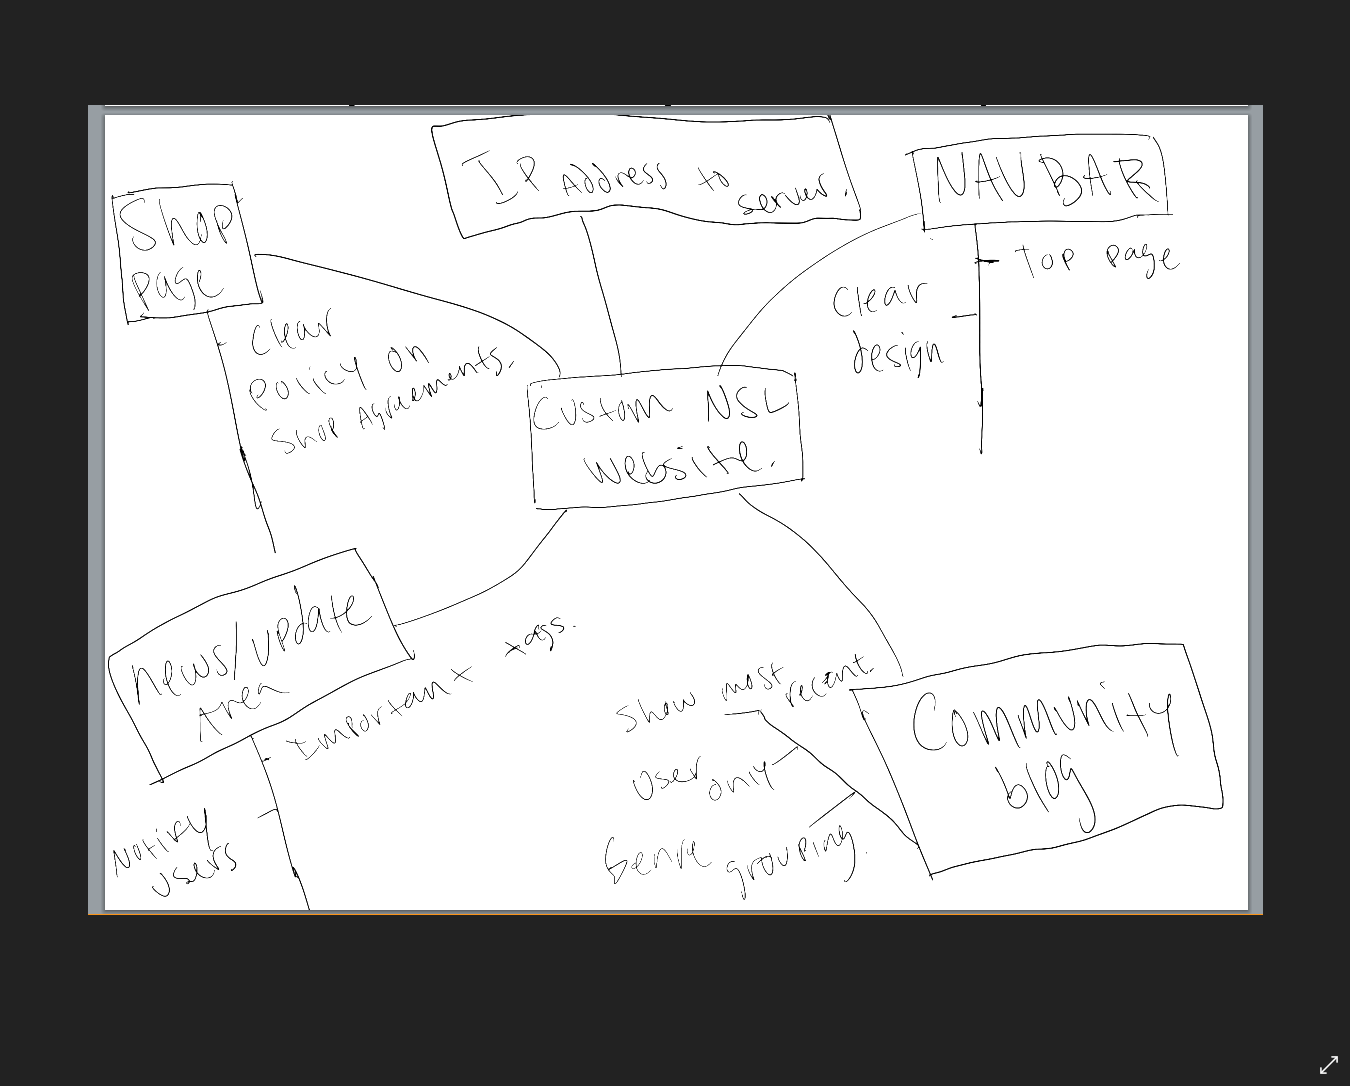 IP Address to
server.
NAV BAR
Top page
Clear
design
Shop
page
Clear
Policy on
Shop Agreements.
Custom NSL
Website.
news/update
Area
Important tags.
Notify
users
Community
blog
Show most
recent.
User
only
Genre
grouping.